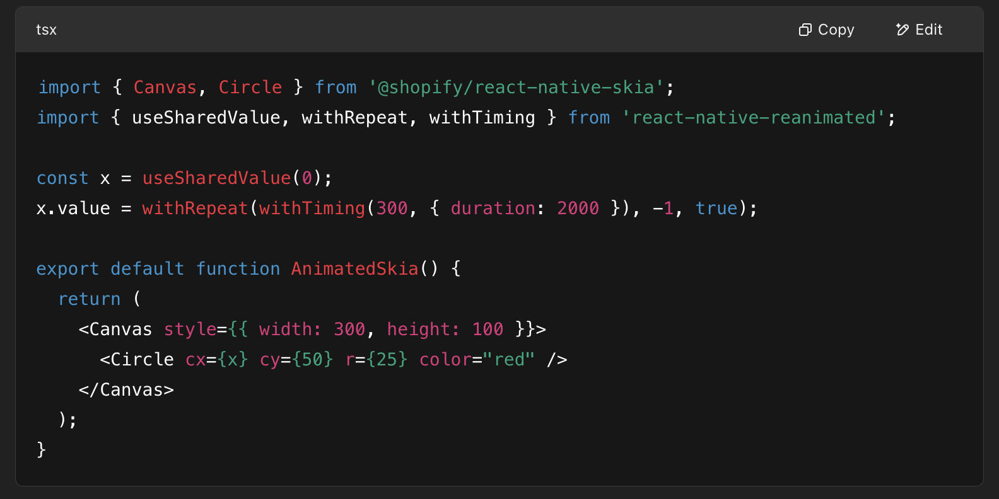 tsx
Copy
Edit
import { Canvas, Circle } from '@shopify/react-native-skia';
import { useSharedValue, withRepeat, withTiming } from 'react-native-reanimated';
const x = useSharedValue(0);
x.value = withRepeat(withTiming(300, { duration: 2000 }), -1, true);
export default function AnimatedSkia() {
  return (
    <Canvas style={{ width: 300, height: 100 }}>
      <Circle cx={x} cy={50} r={25} color="red" />
    </Canvas>
  );
}